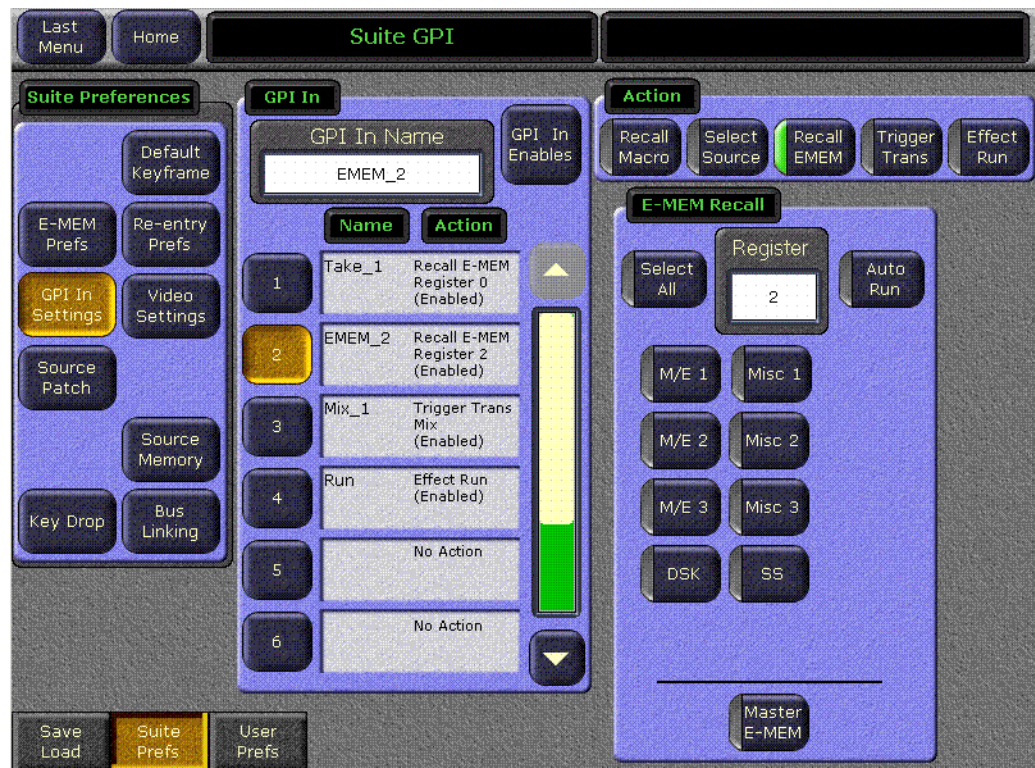 Last
Menu
Home
Suite GPI
Suite Preferences
Default
Keyframe
E-MEM
Prefs
Re-entry
Prefs
GPI In
Settings
Video
Settings
Source
Patch
Source
Memory
Key Drop
Bus
Linking
GPI In
GPI In Name
EMEM_2
GPI In
Enables
Name
Action
1
Take_1
Recall E-MEM
Register 0
(Enabled)
2
EMEM_2
Recall E-MEM
Register 2
(Enabled)
3
Mix_1
Trigger Trans
Mix
(Enabled)
4
Run
Effect Run
(Enabled)
5
No Action
6
No Action
Action
Recall
Macro
Select
Source
Recall
EMEM
Trigger
Trans
Effect
Run
E-MEM Recall
Select
All
Register
2
Auto
Run
M/E 1
Misc 1
M/E 2
Misc 2
M/E 3
Misc 3
DSK
SS
Master
E-MEM
Save
Load
Suite
Prefs
User
Prefs